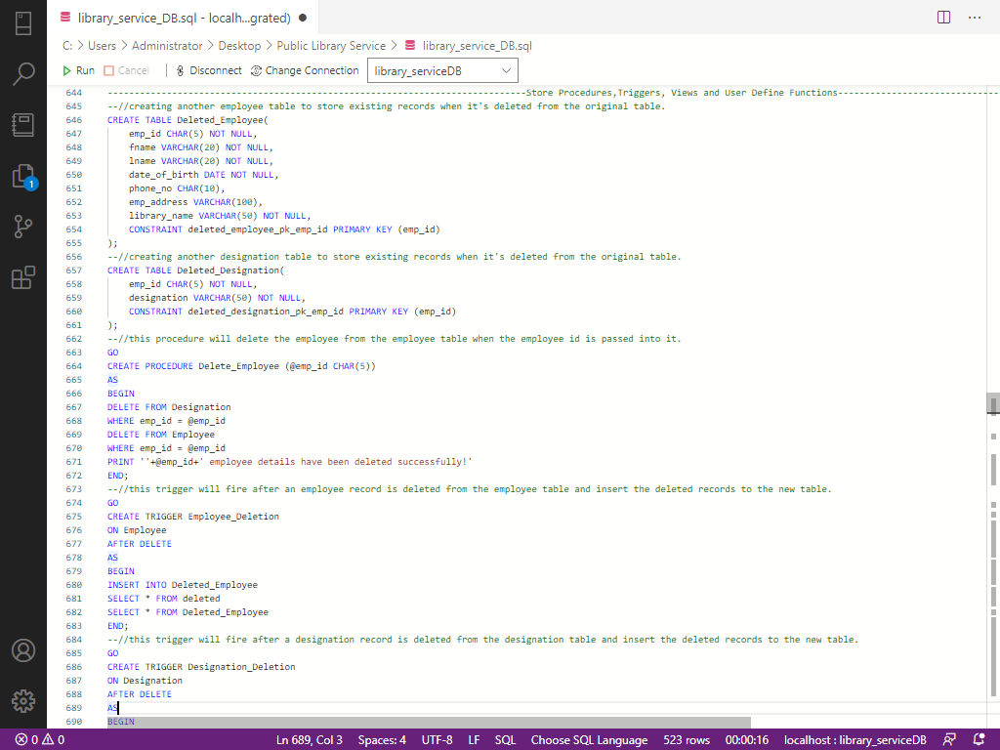 library_service_DB.sql - localh...grated) ●
C: > Users > Administrator > Desktop > Public Library Service > library_service_DB.sql
Run Cancel Disconnect Change Connection library_serviceDB
644 ------------------------------------------------------------------------------Store Procedures,Triggers, Views and User Define Functions------------------------------
645 --//creating another employee table to store existing records when it's deleted from the original table.
646 CREATE TABLE Deleted_Employee(
647 emp_id CHAR(5) NOT NULL,
648 fname VARCHAR(20) NOT NULL,
649 lname VARCHAR(20) NOT NULL,
650 date_of_birth DATE NOT NULL,
651 phone_no CHAR(10),
652 emp_address VARCHAR(100),
653 library_name VARCHAR(50) NOT NULL,
654 CONSTRAINT deleted_employee_pk_emp_id PRIMARY KEY (emp_id)
655 );
656 --//creating another designation table to store existing records when it's deleted from the original table.
657 CREATE TABLE Deleted_Designation(
658 emp_id CHAR(5) NOT NULL,
659 designation VARCHAR(50) NOT NULL,
660 CONSTRAINT deleted_designation_pk_emp_id PRIMARY KEY (emp_id)
661 );
662 --//this procedure will delete the employee from the employee table when the employee id is passed into it.
663 GO
664 CREATE PROCEDURE Delete_Employee (@emp_id CHAR(5))
665 AS
666 BEGIN
667 DELETE FROM Designation
668 WHERE emp_id = @emp_id
669 DELETE FROM Employee
670 WHERE emp_id = @emp_id
671 PRINT ''+@emp_id+' employee details have been deleted successfully!'
672 END;
673 --//this trigger will fire after an employee record is deleted from the employee table and insert the deleted records to the new table.
674 GO
675 CREATE TRIGGER Employee_Deletion
676 ON Employee
677 AFTER DELETE
678 AS
679 BEGIN
680 INSERT INTO Deleted_Employee
681 SELECT * FROM deleted
682 SELECT * FROM Deleted_Employee
683 END;
684 --//this trigger will fire after a designation record is deleted from the designation table and insert the deleted records to the new table.
685 GO
686 CREATE TRIGGER Designation_Deletion
687 ON Designation
688 AFTER DELETE
689 AS
690 BEGIN
1
0 0 Ln 689, Col 3 Spaces: 4 UTF-8 LF SQL Choose SQL Language 523 rows 00:00:16 localhost : library_serviceDB